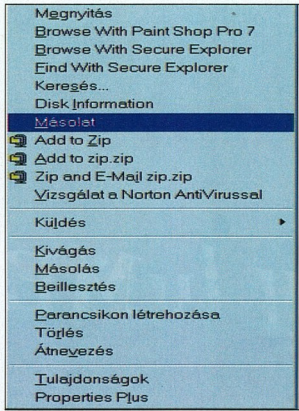 Megnyitás
Browse With Paint Shop Pro 7
Browse With Secure Explorer
Find With Secure Explorer
Keresés...
Disk Information
Másolat
Add to Zip
Add to zip.zip
Zip and E-Mail zip.zip
Vizsgálat a Norton AntiVirussal
Küldés
Kivágás
Másolás
Beillesztés
Parancsikon létrehozása
Törlés
Átnevezés
Tulajdonságok
Properties Plus